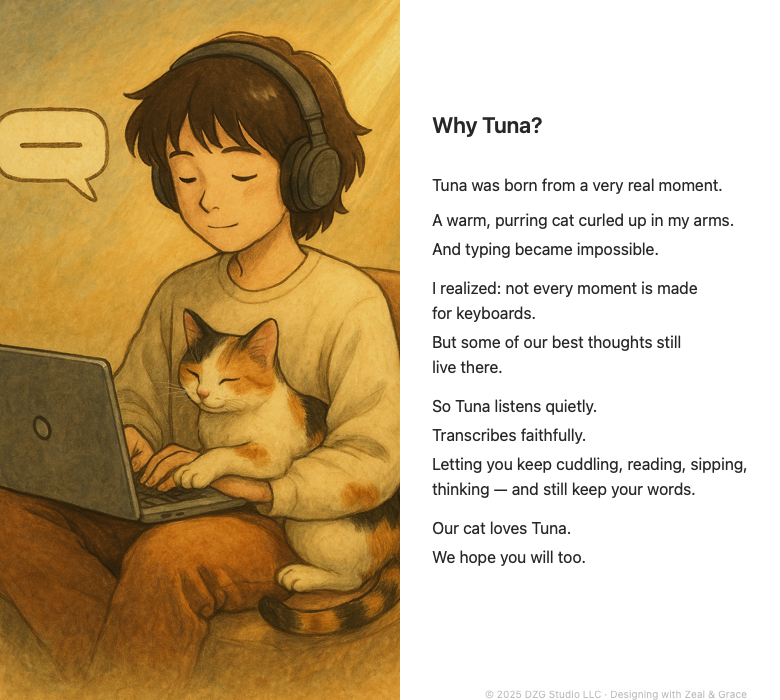 Why Tuna?
Tuna was born from a very real moment.
A warm, purring cat curled up in my arms.
And typing became impossible.
I realized: not every moment is made
for keyboards.
But some of our best thoughts still
live there.
So Tuna listens quietly.
Transcribes faithfully.
Letting you keep cuddling, reading, sipping,
thinking — and still keep your words.
Our cat loves Tuna.
We hope you will too.
© 2025 DZG Studio LLC · Designing with Zeal & Grace